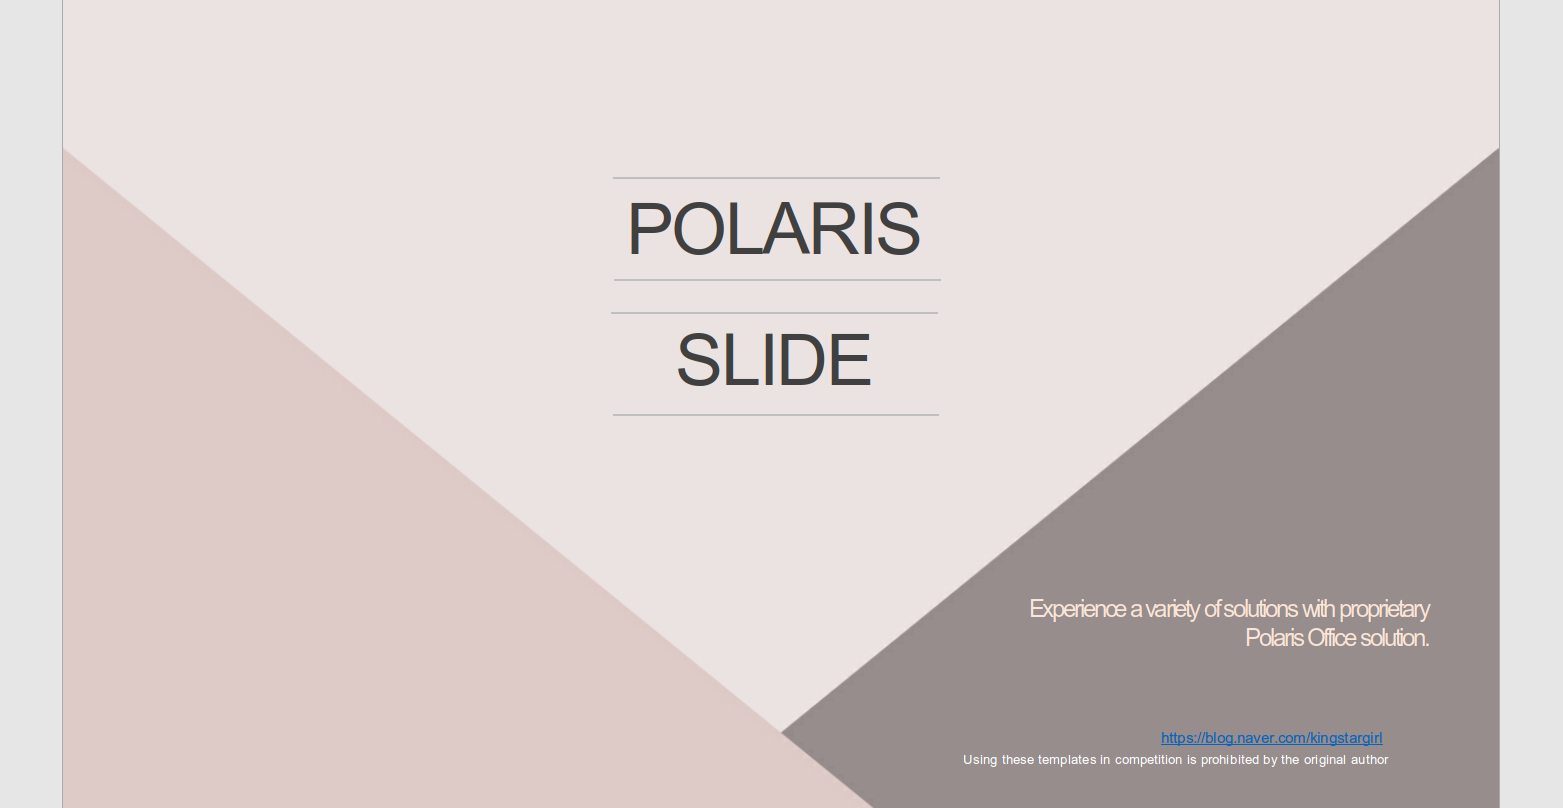 POLARIS
SLIDE
Experience a variety of solutions with proprietary
Polaris Office solution.
https://blog.naver.com/kingstargirl
Using these templates in competition is prohibited by the original author